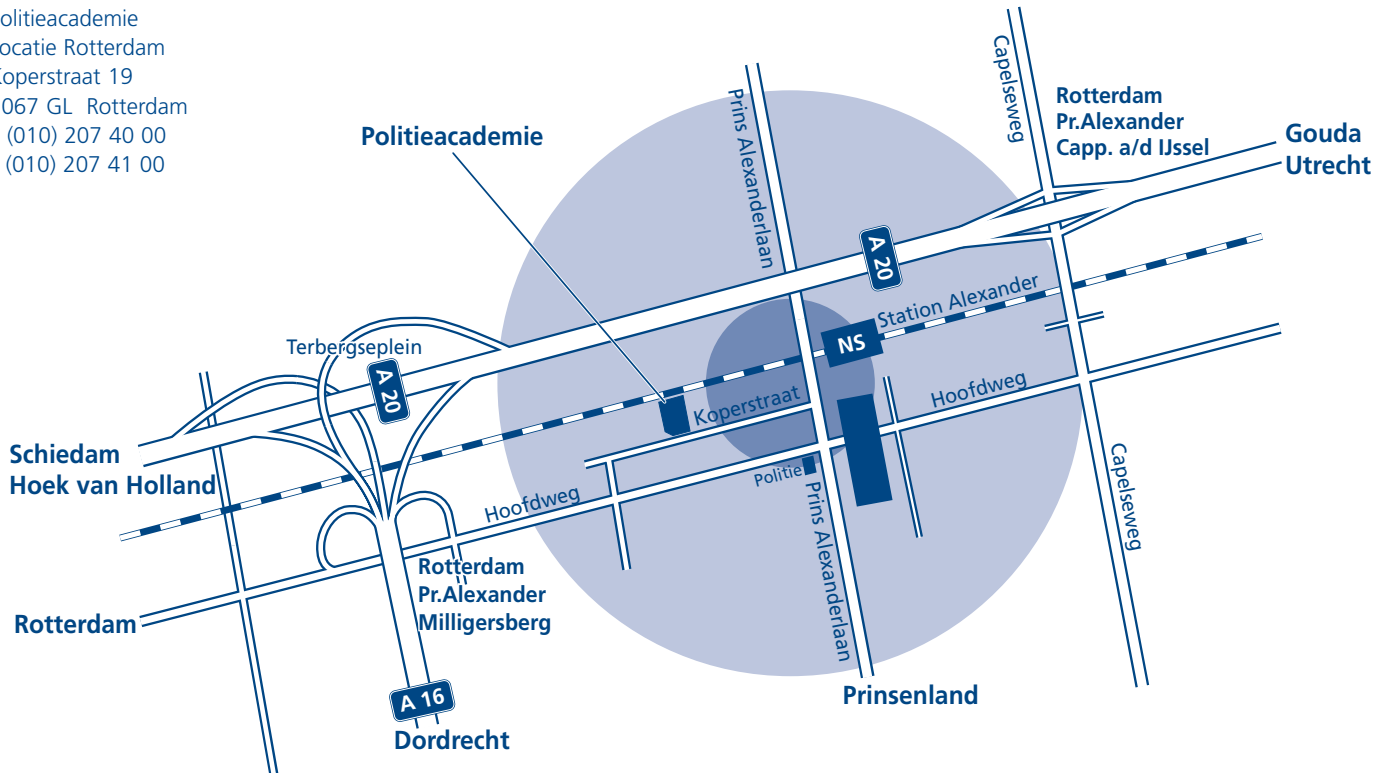 olitieacademie
ocatie Rotterdam
operstraat 19
067 GL Rotterdam
(010) 207 40 00
(010) 207 41 00
Politieacademie
Prins Alexanderlaan
Capelseweg
Rotterdam
Pr.Alexander
Capp. a/d IJssel
Gouda
Utrecht
A 20
Station Alexander
NS
Terbergseplein
A 20
Koperstraat
Hoofdweg
Schiedam
Hoek van Holland
Politie
Hoofdweg
Prins Alexanderlaan
Capelseweg
Rotterdam
Pr.Alexander
Milligersberg
Rotterdam
A 16
Dordrecht
Prinsenland